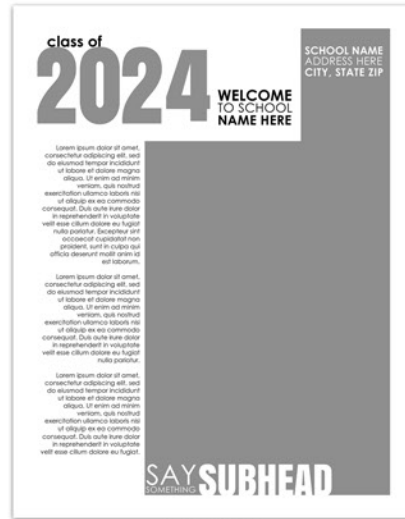 class of
2024
WELCOME
TO SCHOOL
NAME HERE
SCHOOL NAME
ADDRESS HERE
CITY, STATE ZIP
Lorem ipsum dolor sit amet,
consectetur adipiscing elit, sed
do eiusmod tempor incididunt
ut labore et dolore magna
aliqua. Ut enim ad minim
veniam, quis nostrud
exercitation ullamco laboris nisi
ut aliquip ex ea commodo
consequat. Duis aute irure dolor
in reprehenderit in voluptate
velit esse cillum dolore eu fugiat
nulla pariatur. Excepteur sint
occaecat cupidatat non
proident, sunt in culpa qui
officia deserunt mollit anim id
est laborum.
Lorem ipsum dolor sit amet,
consectetur adipiscing elit, sed
do eiusmod tempor incididunt
ut labore et dolore magna
aliqua. Ut enim ad minim
veniam, quis nostrud
exercitation ullamco laboris nisi
ut aliquip ex ea commodo
consequat. Duis aute irure dolor
in reprehenderit in voluptate
velit esse cillum dolore eu fugiat
nulla pariatur.
Lorem ipsum dolor sit amet,
consectetur adipiscing elit, sed
do eiusmod tempor incididunt
ut labore et dolore magna
aliqua. Ut enim ad minim
veniam, quis nostrud
exercitation ullamco laboris nisi
ut aliquip ex ea commodo
consequat. Duis aute irure dolor
in reprehenderit in voluptate
velit esse cillum dolore eu fugiat.
SAY
SOMETHING
SUBHEAD